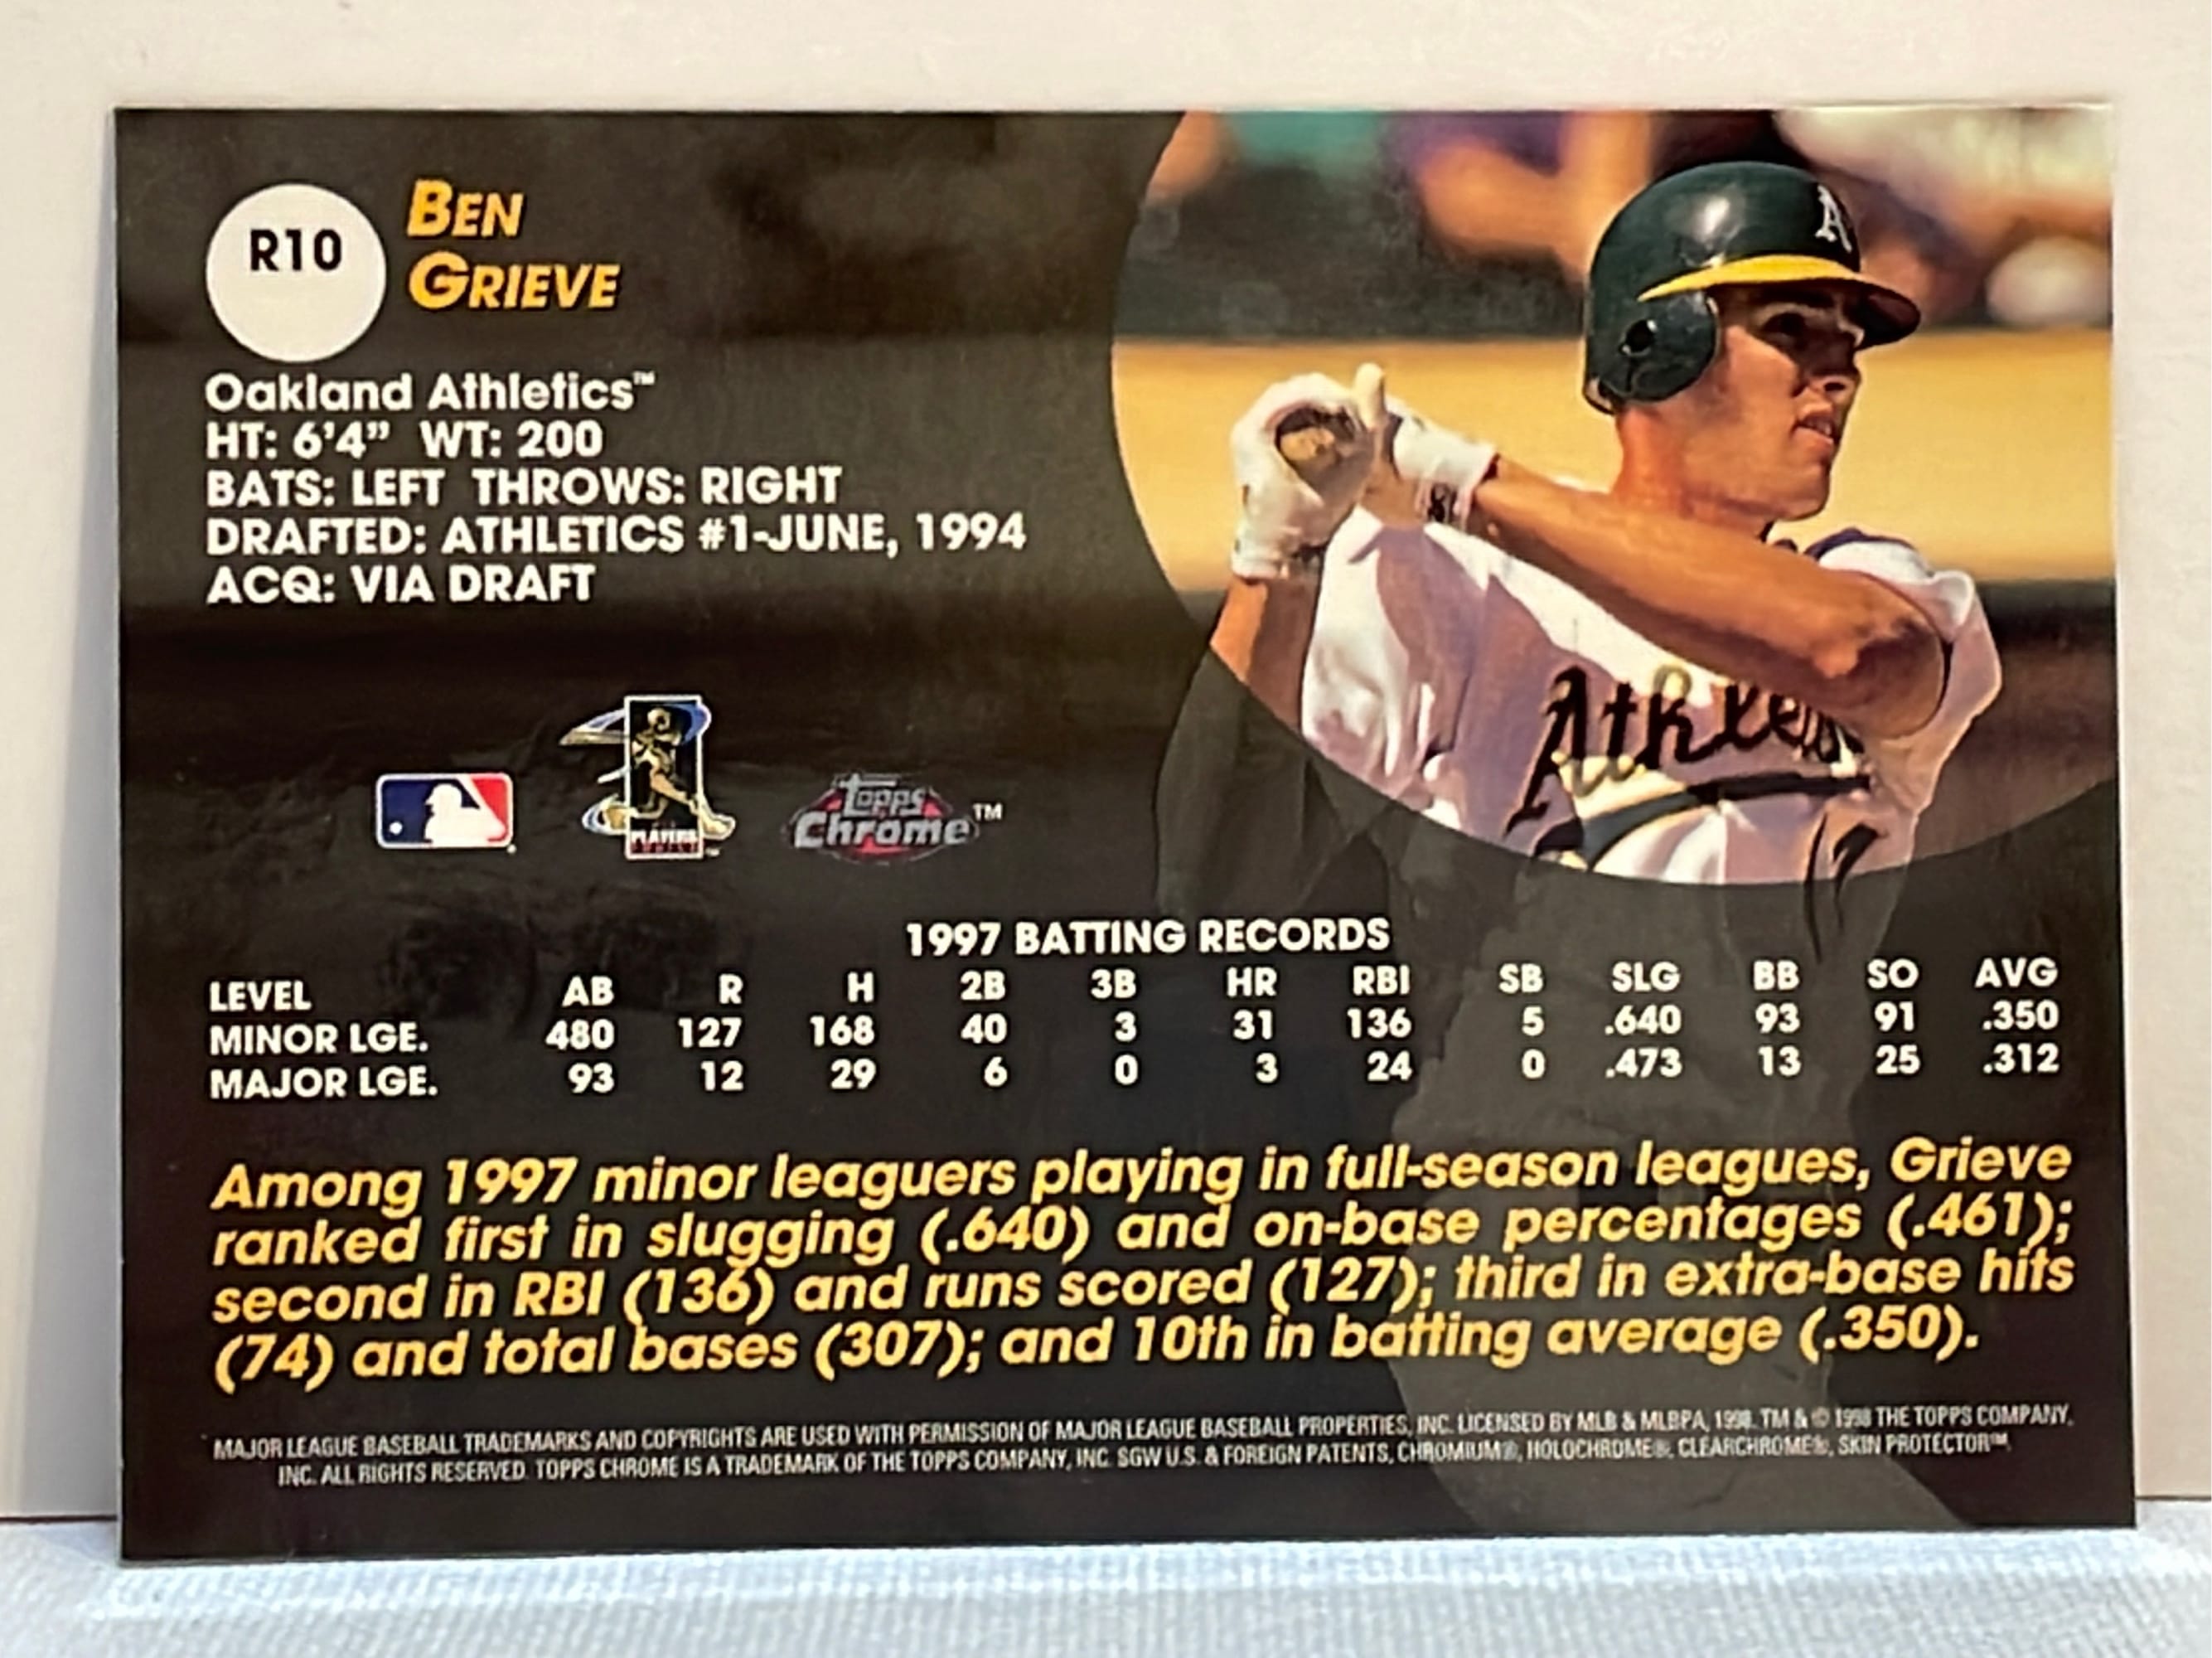 R10
BEN
GRIEVE
Oakland Athletics™
HT: 6'4” WT: 200
BATS: LEFT THROWS: RIGHT
DRAFTED: ATHLETICS #1-JUNE, 1994
ACQ: VIA DRAFT
A
Athletics
PLAYERS
Topps
Chrome™
1997 BATTING RECORDS
LEVEL AB R H 2B 3B HR RBI SB SLG BB SO AVG
MINOR LGE. 480 127 168 40 3 31 136 5 .640 93 91 .350
MAJOR LGE. 93 12 29 6 0 3 24 0 .473 13 25 .312
Among 1997 minor leaguers playing in full-season leagues, Grieve
ranked first in slugging (.640) and on-base percentages (.461);
second in RBI (136) and runs scored (127); third in extra-base hits
(74) and total bases (307); and 10th in batting average (.350).
MAJOR LEAGUE BASEBALL TRADEMARKS AND COPYRIGHTS ARE USED WITH PERMISSION OF MAJOR LEAGUE BASEBALL PROPERTIES, INC. LICENSED BY MLB & MLBPA, 1998. TM & © 1998 THE TOPPS COMPANY,
INC. ALL RIGHTS RESERVED. TOPPS CHROME IS A TRADEMARK OF THE TOPPS COMPANY, INC. SGW U.S. & FOREIGN PATENTS, CHROMIUM®, HOLOCHROME®, CLEARCHROME®, SKIN PROTECTOR™.